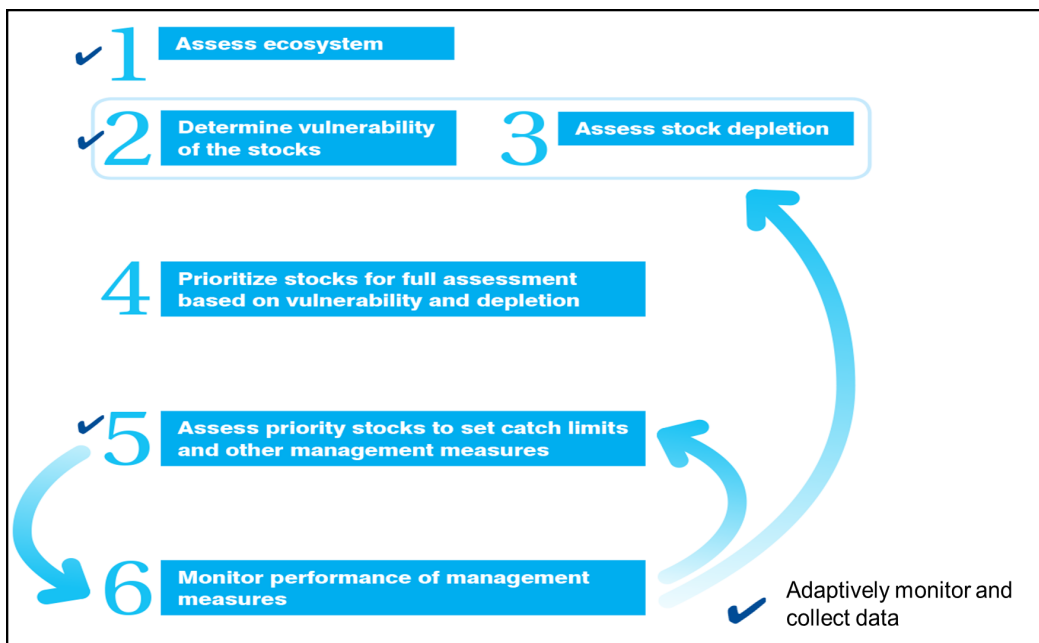 ✔ 1 Assess ecosystem
✔ 2 Determine vulnerability
of the stocks
3 Assess stock depletion
4 Prioritize stocks for full assessment
based on vulnerability and depletion
✔ 5 Assess priority stocks to set catch limits
and other management measures
6 Monitor performance of management
measures
✔ Adaptively monitor and
collect data